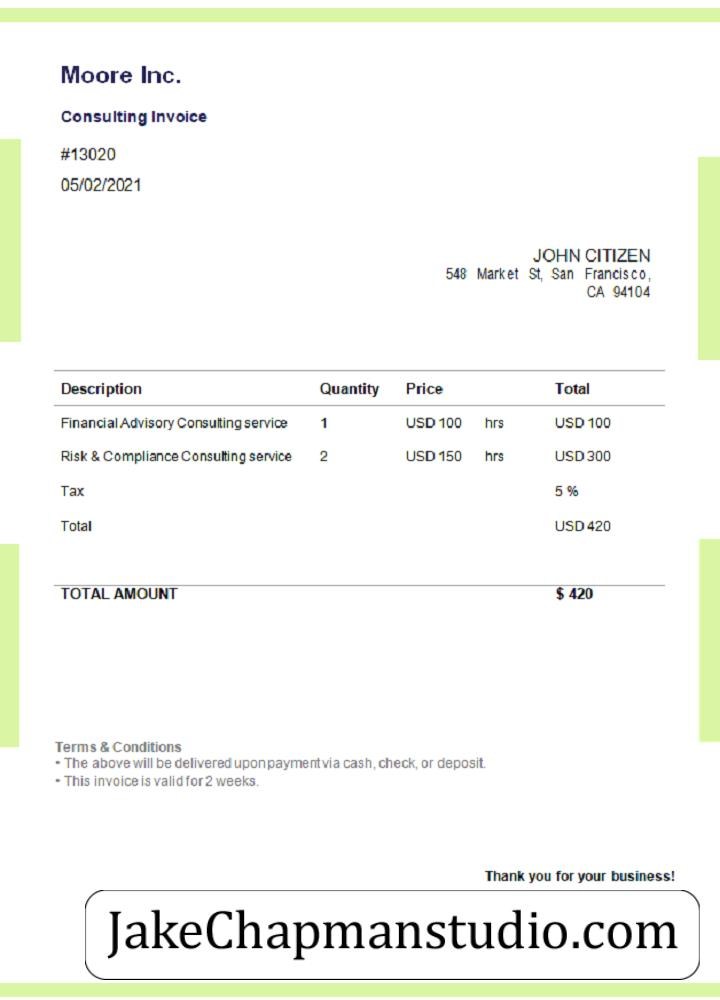 Moore Inc.
Consulting Invoice
#13020
05/02/2021
JOHN CITIZEN
548 Market St, San Francisco,
CA 94104
Description Quantity Price Total
Financial Advisory Consulting service 1 USD 100 hrs USD 100
Risk & Compliance Consulting service 2 USD 150 hrs USD 300
Tax 5 %
Total USD 420
TOTAL AMOUNT $ 420
Terms & Conditions
• The above will be delivered upon payment via cash, check, or deposit.
• This invoice is valid for 2 weeks.
Thank you for your business!
JakeChapmanstudio.com